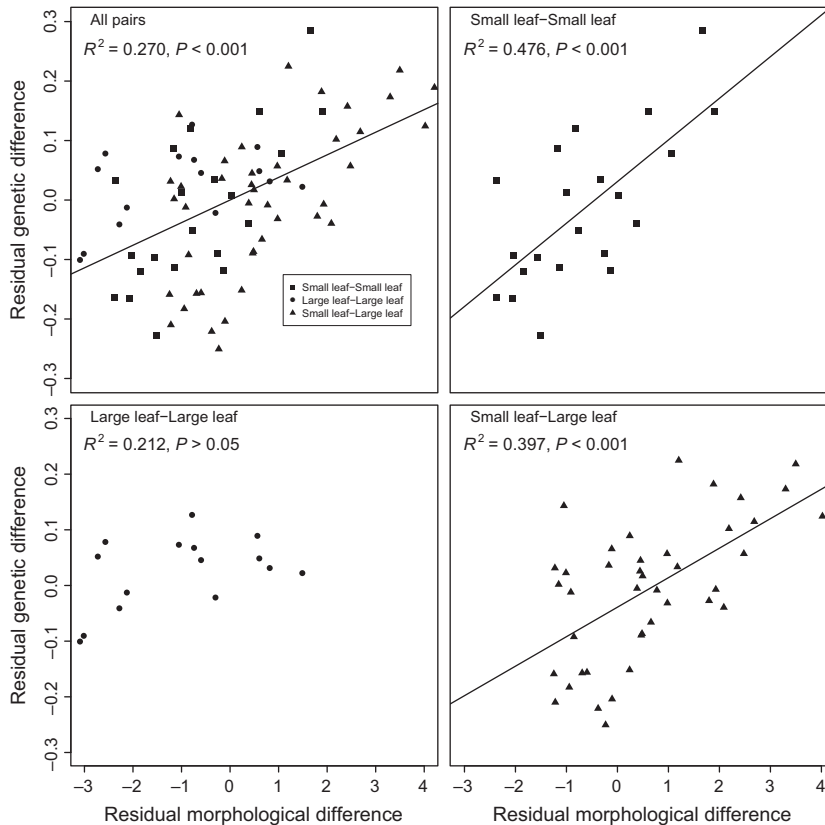 All pairs
R² = 0.270, P < 0.001
Small leaf–Small leaf
Large leaf–Large leaf
Small leaf–Large leaf
Residual genetic difference
0.3
0.2
0.1
0.0
−0.1
−0.2
−0.3
Small leaf–Small leaf
R² = 0.476, P < 0.001
Large leaf–Large leaf
R² = 0.212, P > 0.05
Residual genetic difference
0.3
0.2
0.1
0.0
−0.1
−0.2
−0.3
−3 −2 −1 0 1 2 3 4
Residual morphological difference
Small leaf–Large leaf
R² = 0.397, P < 0.001
−3 −2 −1 0 1 2 3 4
Residual morphological difference